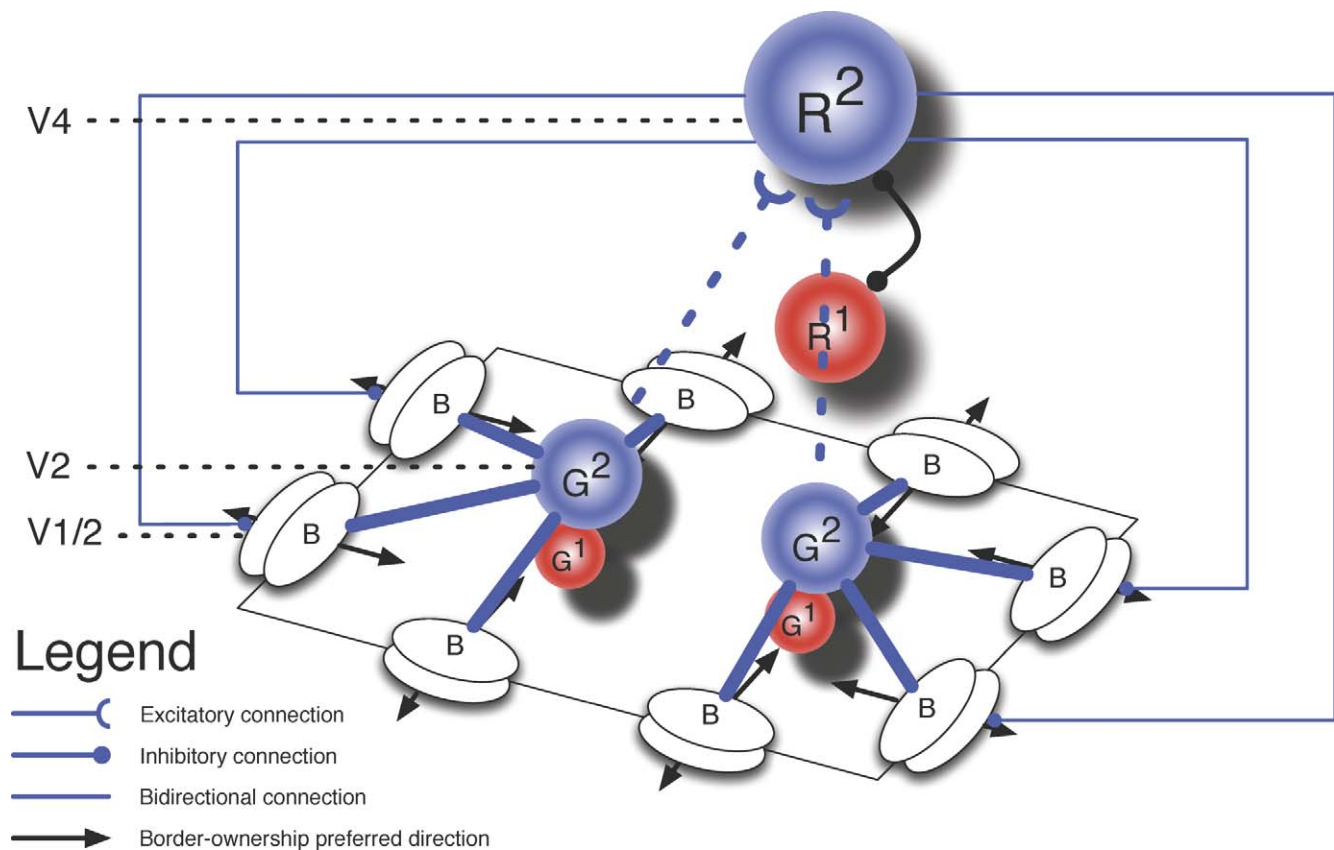 R²
V4
R¹
B
B
B
V2
G²
B
V1/2
B
G²
G¹
B
G¹
B
B
B
Legend
Excitatory connection
Inhibitory connection
Bidirectional connection
Border-ownership preferred direction